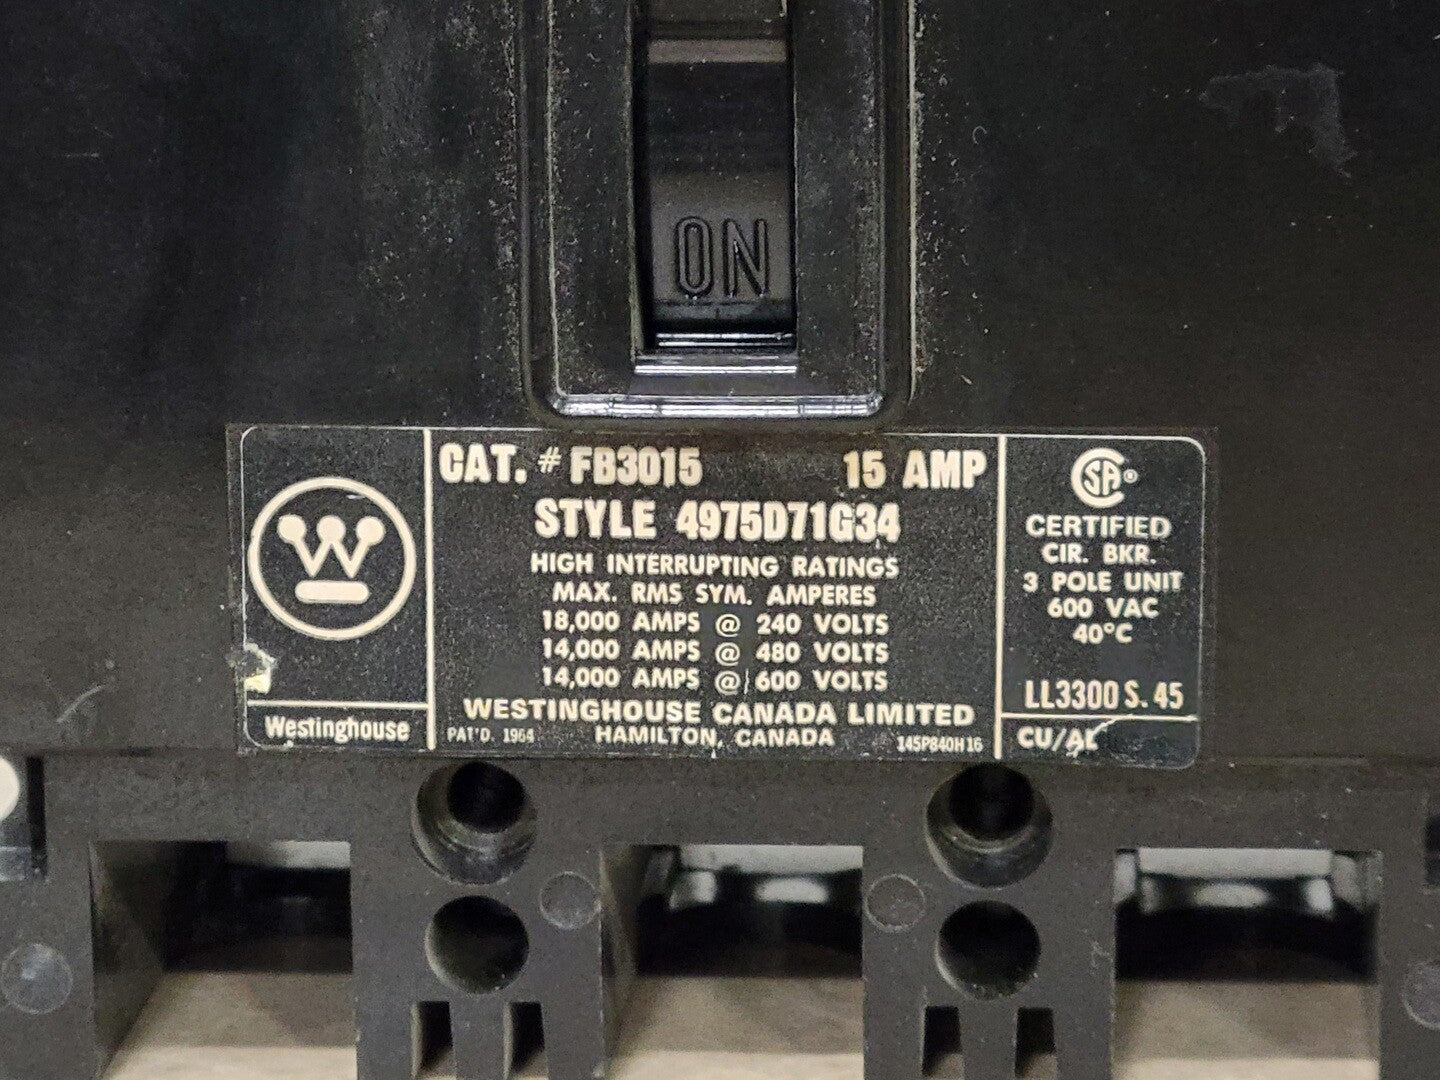 ON
CAT. # FB3015 15 AMP
STYLE 4975D71G34
HIGH INTERRUPTING RATINGS
MAX. RMS SYM. AMPERES
18,000 AMPS @ 240 VOLTS
14,000 AMPS @ 480 VOLTS
14,000 AMPS @ 600 VOLTS
WESTINGHOUSE CANADA LIMITED
PAT'D. 1964 HAMILTON, CANADA 145P840H16
W
Westinghouse
CSA®
CERTIFIED
CIR. BKR.
3 POLE UNIT
600 VAC
40°C
LL3300 S. 45
CU/AL